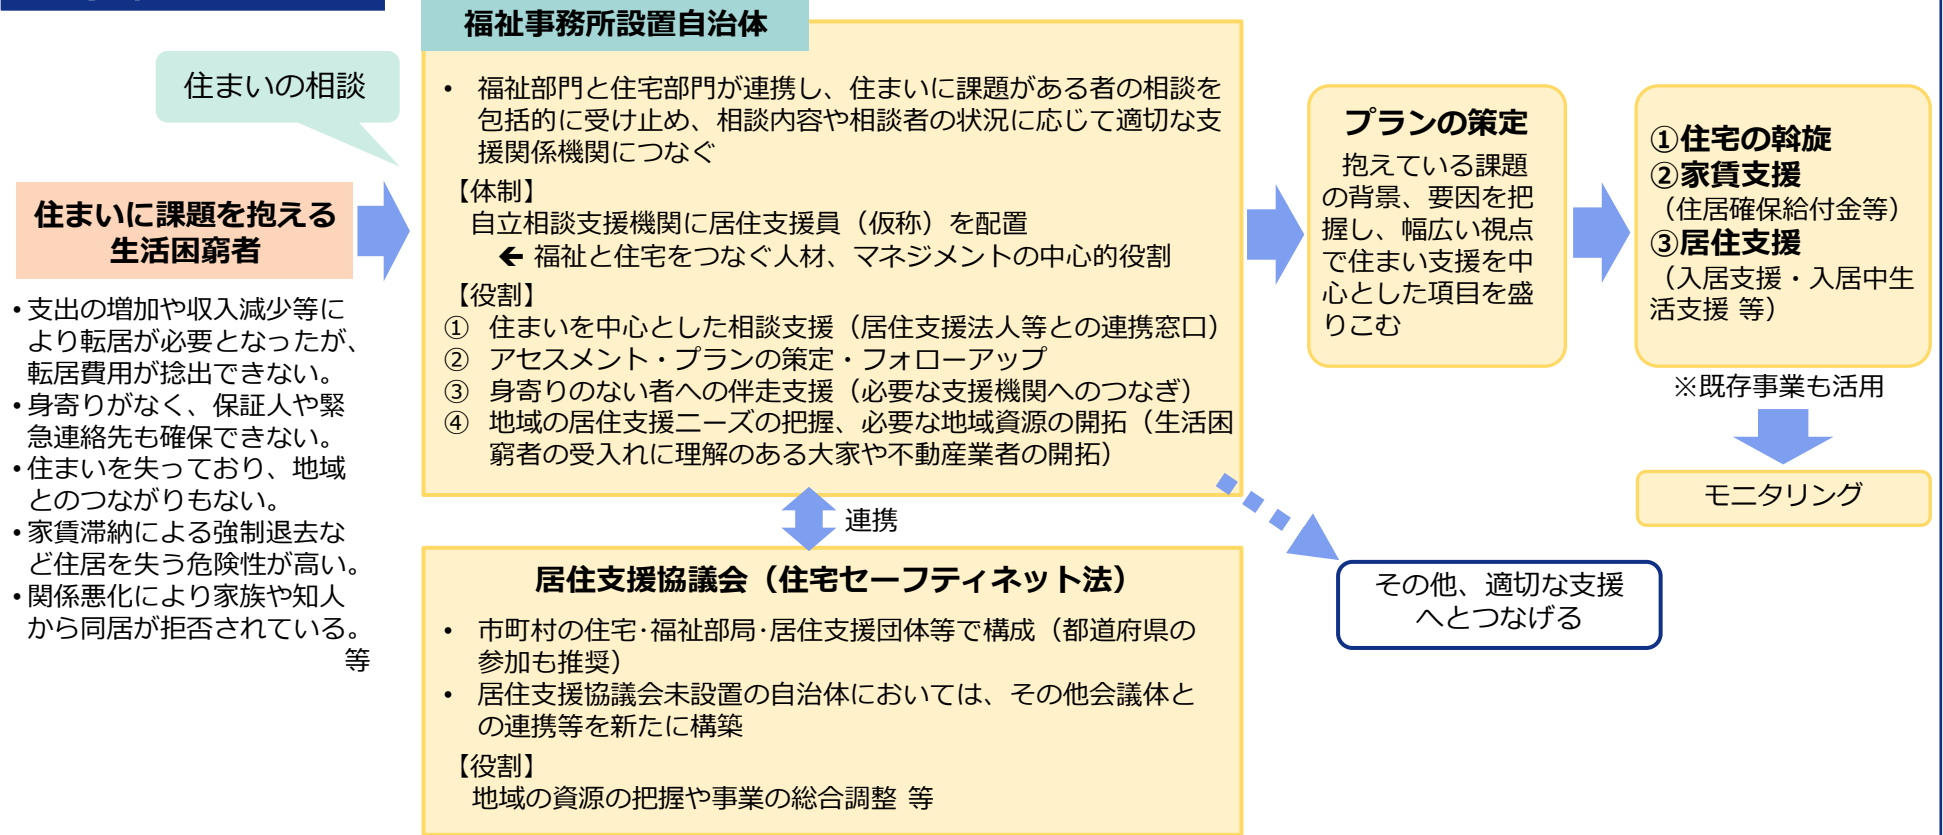 住まいの相談
住まいに課題を抱える
生活困窮者
•支出の増加や収入減少等に
より転居が必要となったが、
転居費用が捻出できない。
•身寄りがなく、保証人や緊
急連絡先も確保できない。
•住まいを失っており、地域
とのつながりもない。
•家賃滞納による強制退去な
ど住居を失う危険性が高い。
•関係悪化により家族や知人
から同居が拒否されている。
等
福祉事務所設置自治体
• 福祉部門と住宅部門が連携し、住まいに課題がある者の相談を
包括的に受け止め、相談内容や相談者の状況に応じて適切な支
援関係機関につなぐ
【体制】
自立相談支援機関に居住支援員（仮称）を配置
← 福祉と住宅をつなぐ人材、マネジメントの中心的役割
【役割】
① 住まいを中心とした相談支援（居住支援法人等との連携窓口）
② アセスメント・プランの策定・フォローアップ
③ 身寄りのない者への伴走支援（必要な支援機関へのつなぎ）
④ 地域の居住支援ニーズの把握、必要な地域資源の開拓（生活困
窮者の受入れに理解のある大家や不動産業者の開拓）
連携
居住支援協議会（住宅セーフティネット法）
• 市町村の住宅･福祉部局･居住支援団体等で構成（都道府県の
参加も推奨）
• 居住支援協議会未設置の自治体においては、その他会議体と
の連携等を新たに構築
【役割】
地域の資源の把握や事業の総合調整 等
プランの策定
抱えている課題
の背景、要因を把
握し、幅広い視点
で住まい支援を中
心とした項目を盛
りこむ
①住宅の斡旋
②家賃支援
（住居確保給付金等）
③居住支援
（入居支援・入居中生
活支援 等）
※既存事業も活用
モニタリング
その他、適切な支援
へとつなげる